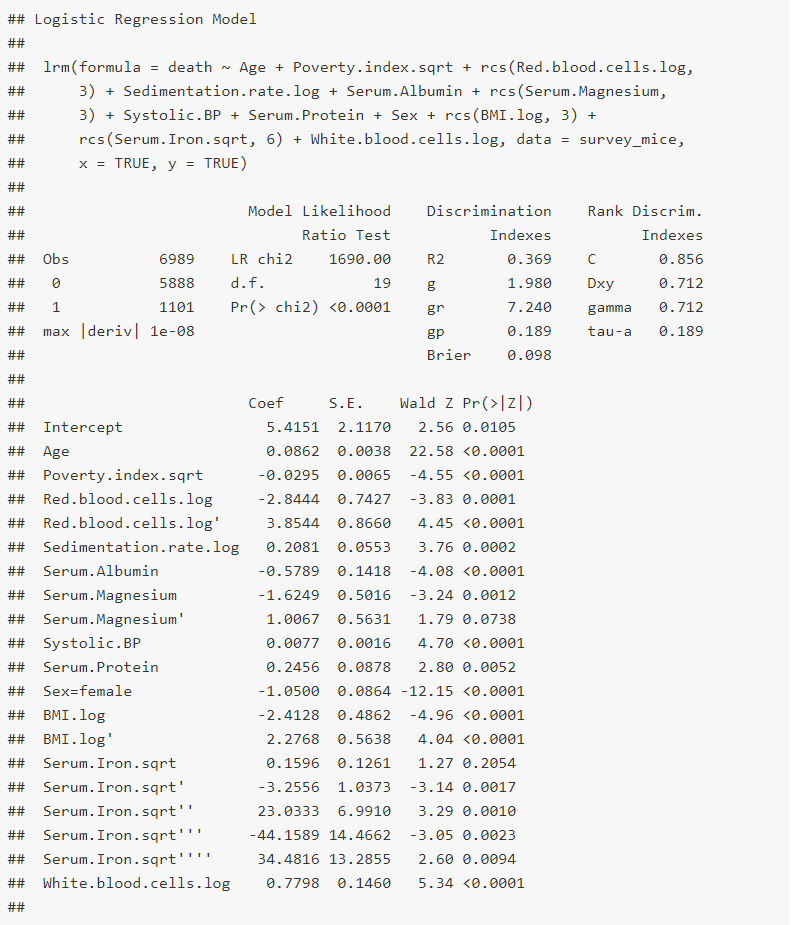 ## Logistic Regression Model
##
##  lrm(formula = death ~ Age + Poverty.index.sqrt + rcs(Red.blood.cells.log,
##      3) + Sedimentation.rate.log + Serum.Albumin + rcs(Serum.Magnesium,
##      3) + Systolic.BP + Serum.Protein + Sex + rcs(BMI.log, 3) +
##      rcs(Serum.Iron.sqrt, 6) + White.blood.cells.log, data = survey_mice,
##      x = TRUE, y = TRUE)
##
##                         Model Likelihood    Discrimination    Rank Discrim.
##                               Ratio Test           Indexes          Indexes
##  Obs          6989    LR chi2    1690.00    R2       0.369    C       0.856
##   0           5888    d.f.            19    g        1.980    Dxy     0.712
##   1           1101    Pr(> chi2) <0.0001    gr       7.240    gamma   0.712
##  max |deriv| 1e-08                          gp       0.189    tau-a   0.189
##                                             Brier    0.098
##
##                         Coef     S.E.    Wald Z Pr(>|Z|)
##  Intercept                5.4151  2.1170   2.56 0.0105
##  Age                      0.0862  0.0038  22.58 <0.0001
##  Poverty.index.sqrt      -0.0295  0.0065  -4.55 <0.0001
##  Red.blood.cells.log     -2.8444  0.7427  -3.83 0.0001
##  Red.blood.cells.log'     3.8544  0.8660   4.45 <0.0001
##  Sedimentation.rate.log   0.2081  0.0553   3.76 0.0002
##  Serum.Albumin           -0.5789  0.1418  -4.08 <0.0001
##  Serum.Magnesium         -1.6249  0.5016  -3.24 0.0012
##  Serum.Magnesium'         1.0067  0.5631   1.79 0.0738
##  Systolic.BP              0.0077  0.0016   4.70 <0.0001
##  Serum.Protein            0.2456  0.0878   2.80 0.0052
##  Sex=female              -1.0500  0.0864 -12.15 <0.0001
##  BMI.log                 -2.4128  0.4862  -4.96 <0.0001
##  BMI.log'                 2.2768  0.5638   4.04 <0.0001
##  Serum.Iron.sqrt          0.1596  0.1261   1.27 0.2054
##  Serum.Iron.sqrt'        -3.2556  1.0373  -3.14 0.0017
##  Serum.Iron.sqrt''       23.0333  6.9910   3.29 0.0010
##  Serum.Iron.sqrt'''     -44.1589 14.4662  -3.05 0.0023
##  Serum.Iron.sqrt''''     34.4816 13.2855   2.60 0.0094
##  White.blood.cells.log    0.7798  0.1460   5.34 <0.0001
##